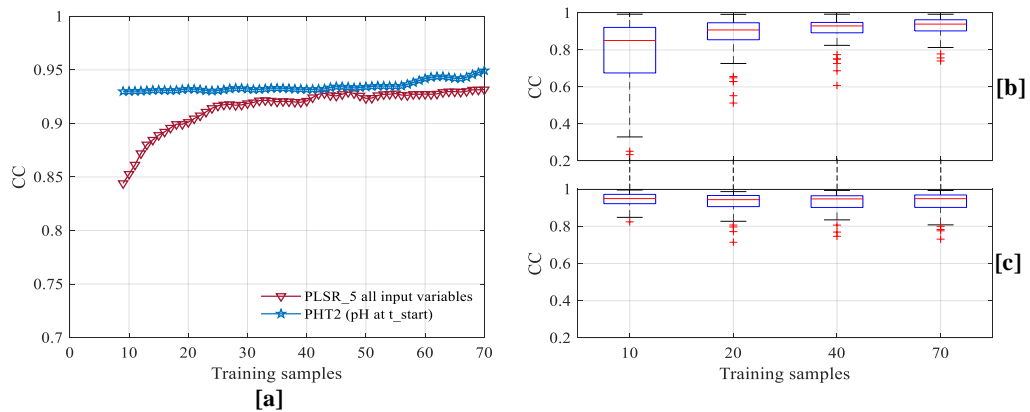 1
0.95
0.9
0.85
0.8
0.75
0.7
CC
PLSR_5 all input variables
PHT2 (pH at t_start)
0 10 20 30 40 50 60 70
Training samples
[a]
1
0.8
0.6
0.4
0.2
CC
[b]
1
0.8
0.6
0.4
0.2
CC
[c]
10 20 40 70
Training samples